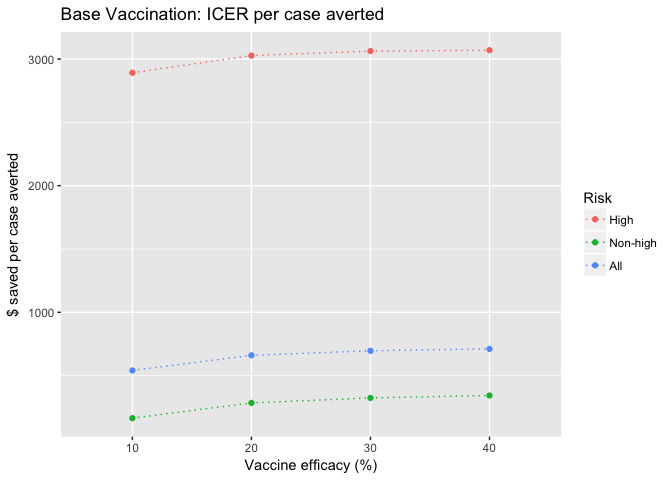 Base Vaccination: ICER per case averted
$ saved per case averted
3000
2000
1000
10 20 30 40
Vaccine efficacy (%)
Risk
High
Non-high
All